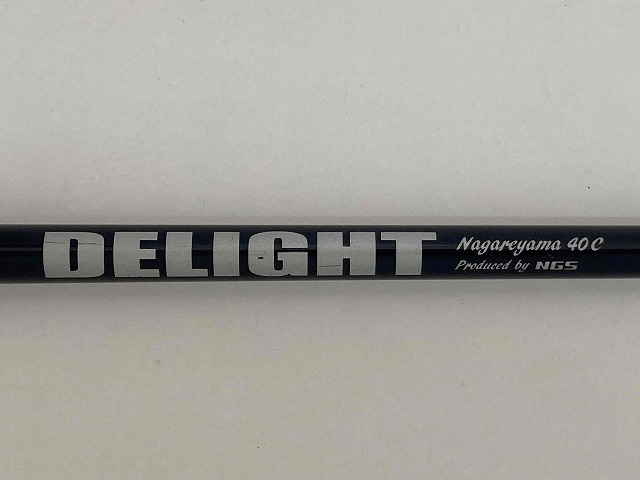 DELIGHT
Nagareyama 40C
Produced by NGS